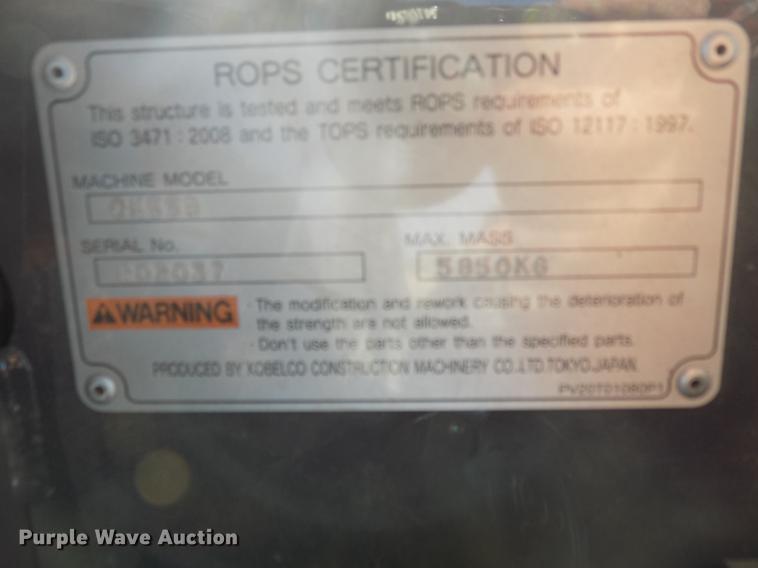 ROPS CERTIFICATION
This structure is tested and meets ROPS requirements of
ISO 3471 : 2008 and the TOPS requirements of ISO 12117 : 1997.
MACHINE MODEL
SERIAL No.
MAX. MASS
5850KG
WARNING
· The modification and rework causing the deterioration of
the strength are not allowed.
· Don't use the parts other than the specified parts.
PRODUCED BY KOBELCO CONSTRUCTION MACHINERY CO.,LTD.TOKYO.JAPAN.
PV20T01080P1
Purple Wave Auction